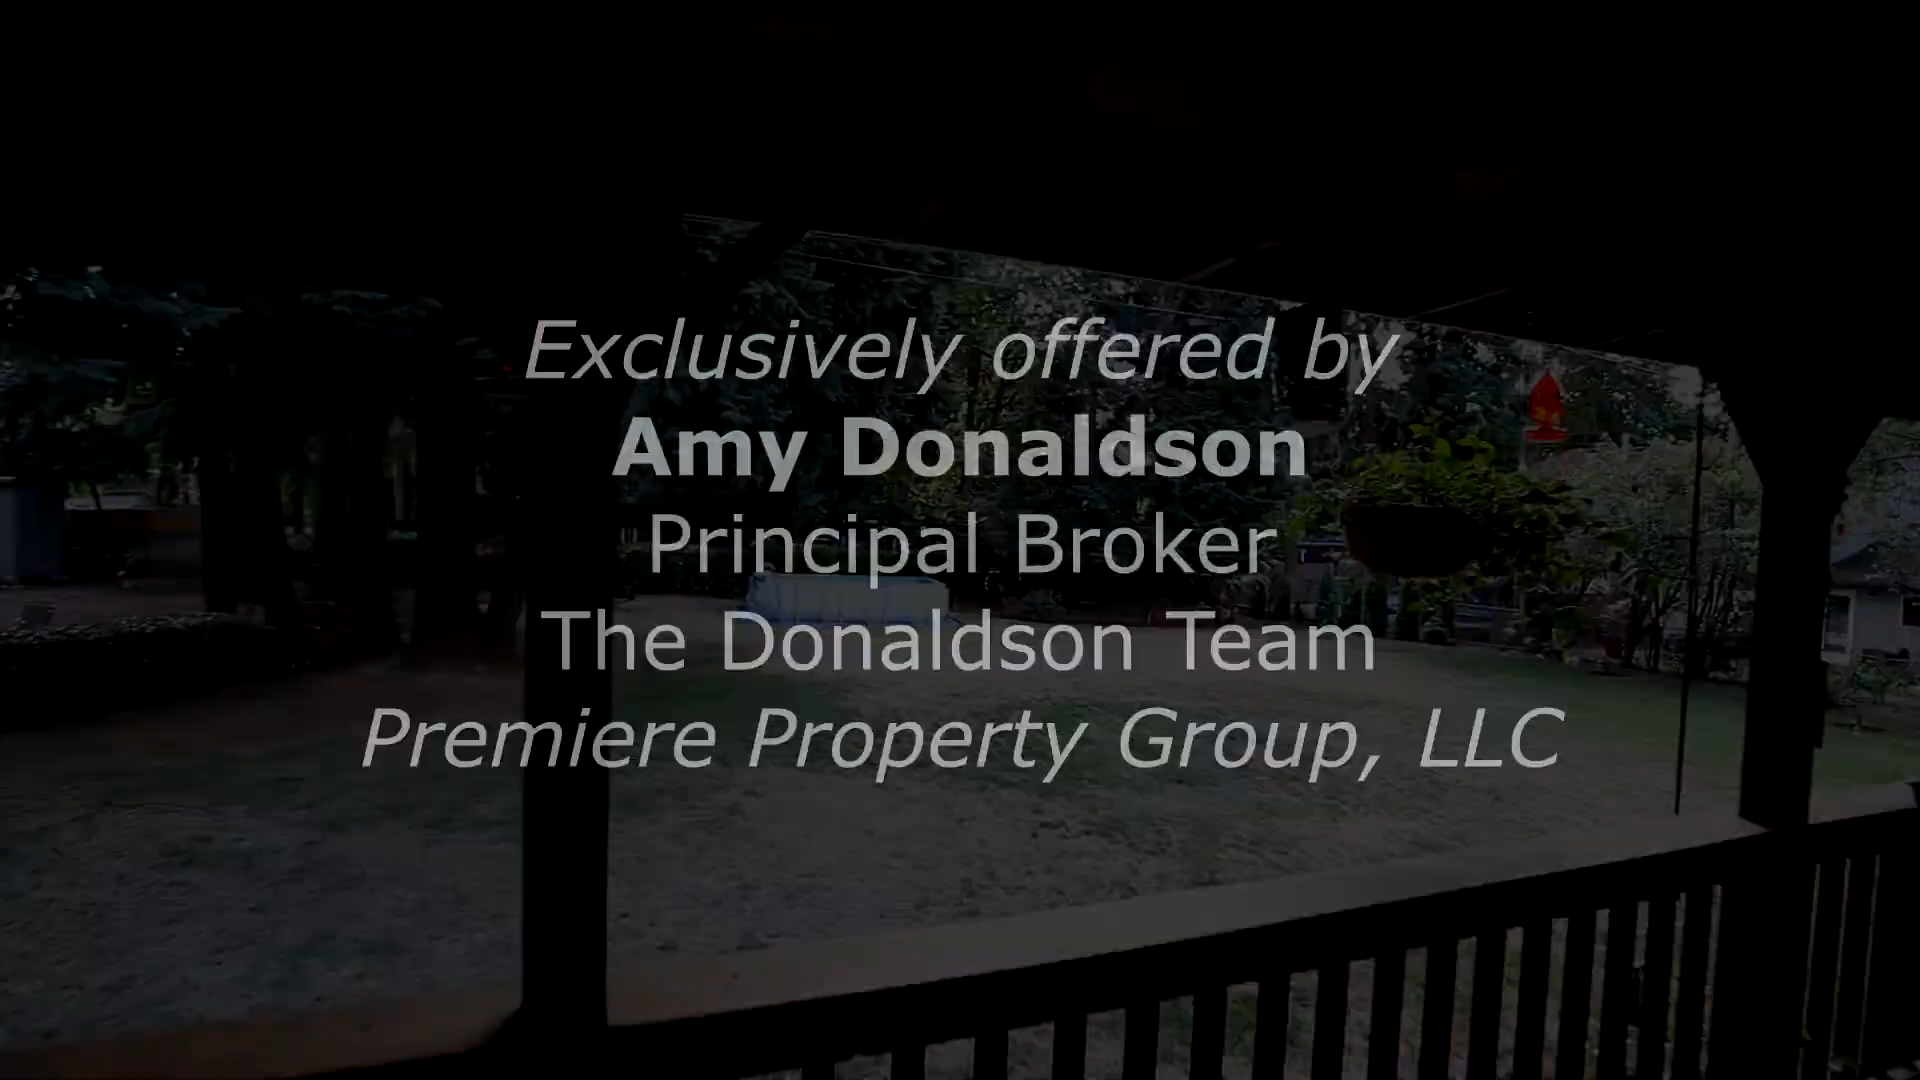 Exclusively offered by
Amy Donaldson
Principal Broker
The Donaldson Team
Premiere Property Group, LLC